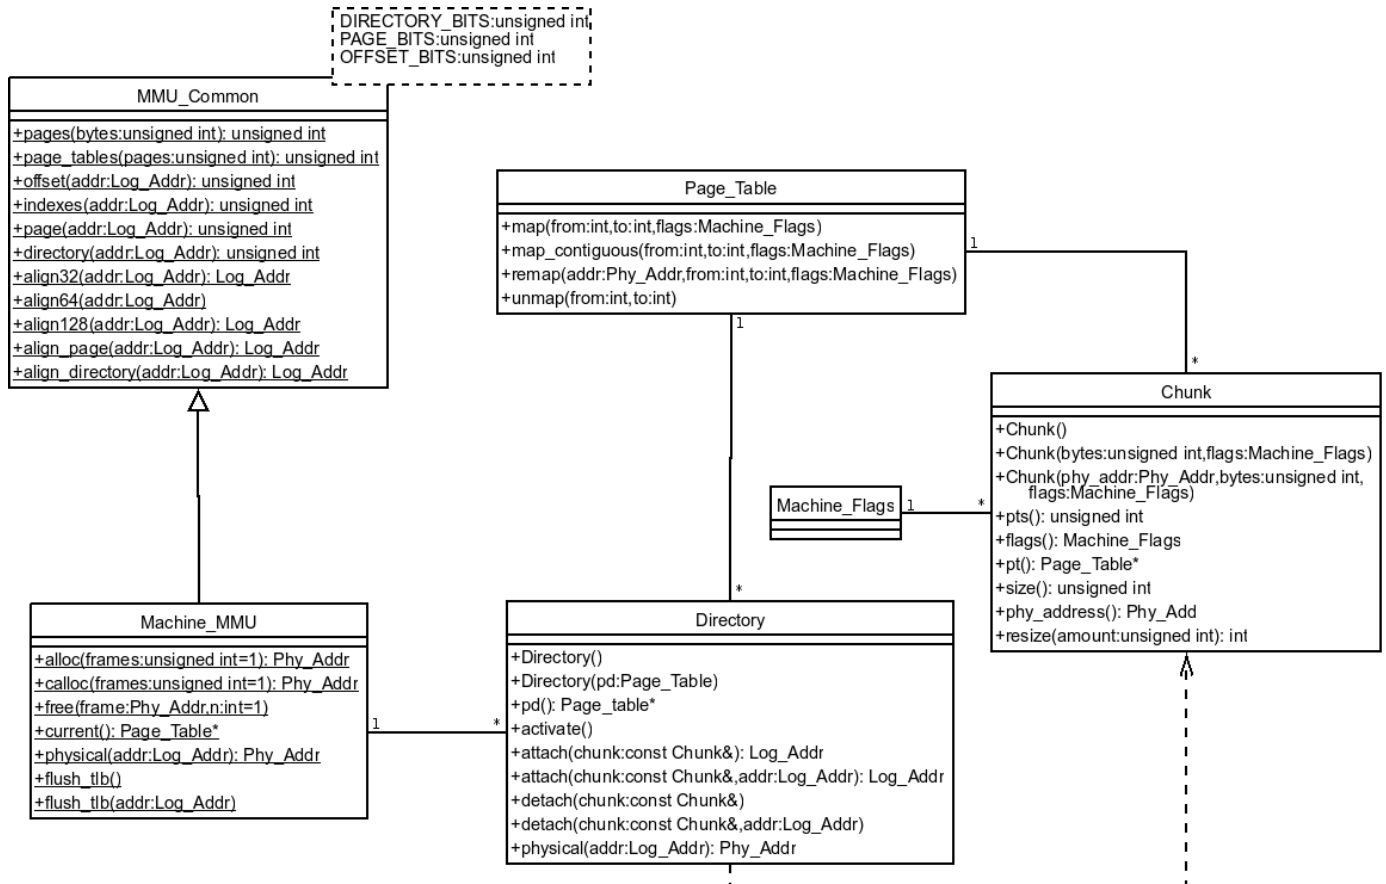 DIRECTORY_BITS:unsigned int
PAGE_BITS:unsigned int
OFFSET_BITS:unsigned int
MMU_Common
+pages(bytes:unsigned int): unsigned int
+page_tables(pages:unsigned int): unsigned int
+offset(addr:Log_Addr): unsigned int
+indexes(addr:Log_Addr): unsigned int
+page(addr:Log_Addr): unsigned int
+directory(addr:Log_Addr): unsigned int
+align32(addr:Log_Addr): Log_Addr
+align64(addr:Log_Addr)
+align128(addr:Log_Addr): Log_Addr
+align_page(addr:Log_Addr): Log_Addr
+align_directory(addr:Log_Addr): Log_Addr
Page_Table
+map(from:int,to:int,flags:Machine_Flags)
+map_contiguous(from:int,to:int,flags:Machine_Flags)
+remap(addr:Phy_Addr,from:int,to:int,flags:Machine_Flags)
+unmap(from:int,to:int)
1
1
*
Chunk
+Chunk()
+Chunk(bytes:unsigned int,flags:Machine_Flags)
+Chunk(phy_addr:Phy_Addr,bytes:unsigned int,
flags:Machine_Flags)
+pts(): unsigned int
+flags(): Machine_Flags
+pt(): Page_Table*
+size(): unsigned int
+phy_address(): Phy_Add
+resize(amount:unsigned int): int
Machine_Flags
1
*
*
Machine_MMU
+alloc(frames:unsigned int=1): Phy_Addr
+calloc(frames:unsigned int=1): Phy_Addr
+free(frame:Phy_Addr,n:int=1)
+current(): Page_Table*
+physical(addr:Log_Addr): Phy_Addr
+flush_tlb()
+flush_tlb(addr:Log_Addr)
1
*
Directory
+Directory()
+Directory(pd:Page_Table)
+pd(): Page_table*
+activate()
+attach(chunk:const Chunk&): Log_Addr
+attach(chunk:const Chunk&,addr:Log_Addr): Log_Addr
+detach(chunk:const Chunk&)
+detach(chunk:const Chunk&,addr:Log_Addr)
+physical(addr:Log_Addr): Phy_Addr